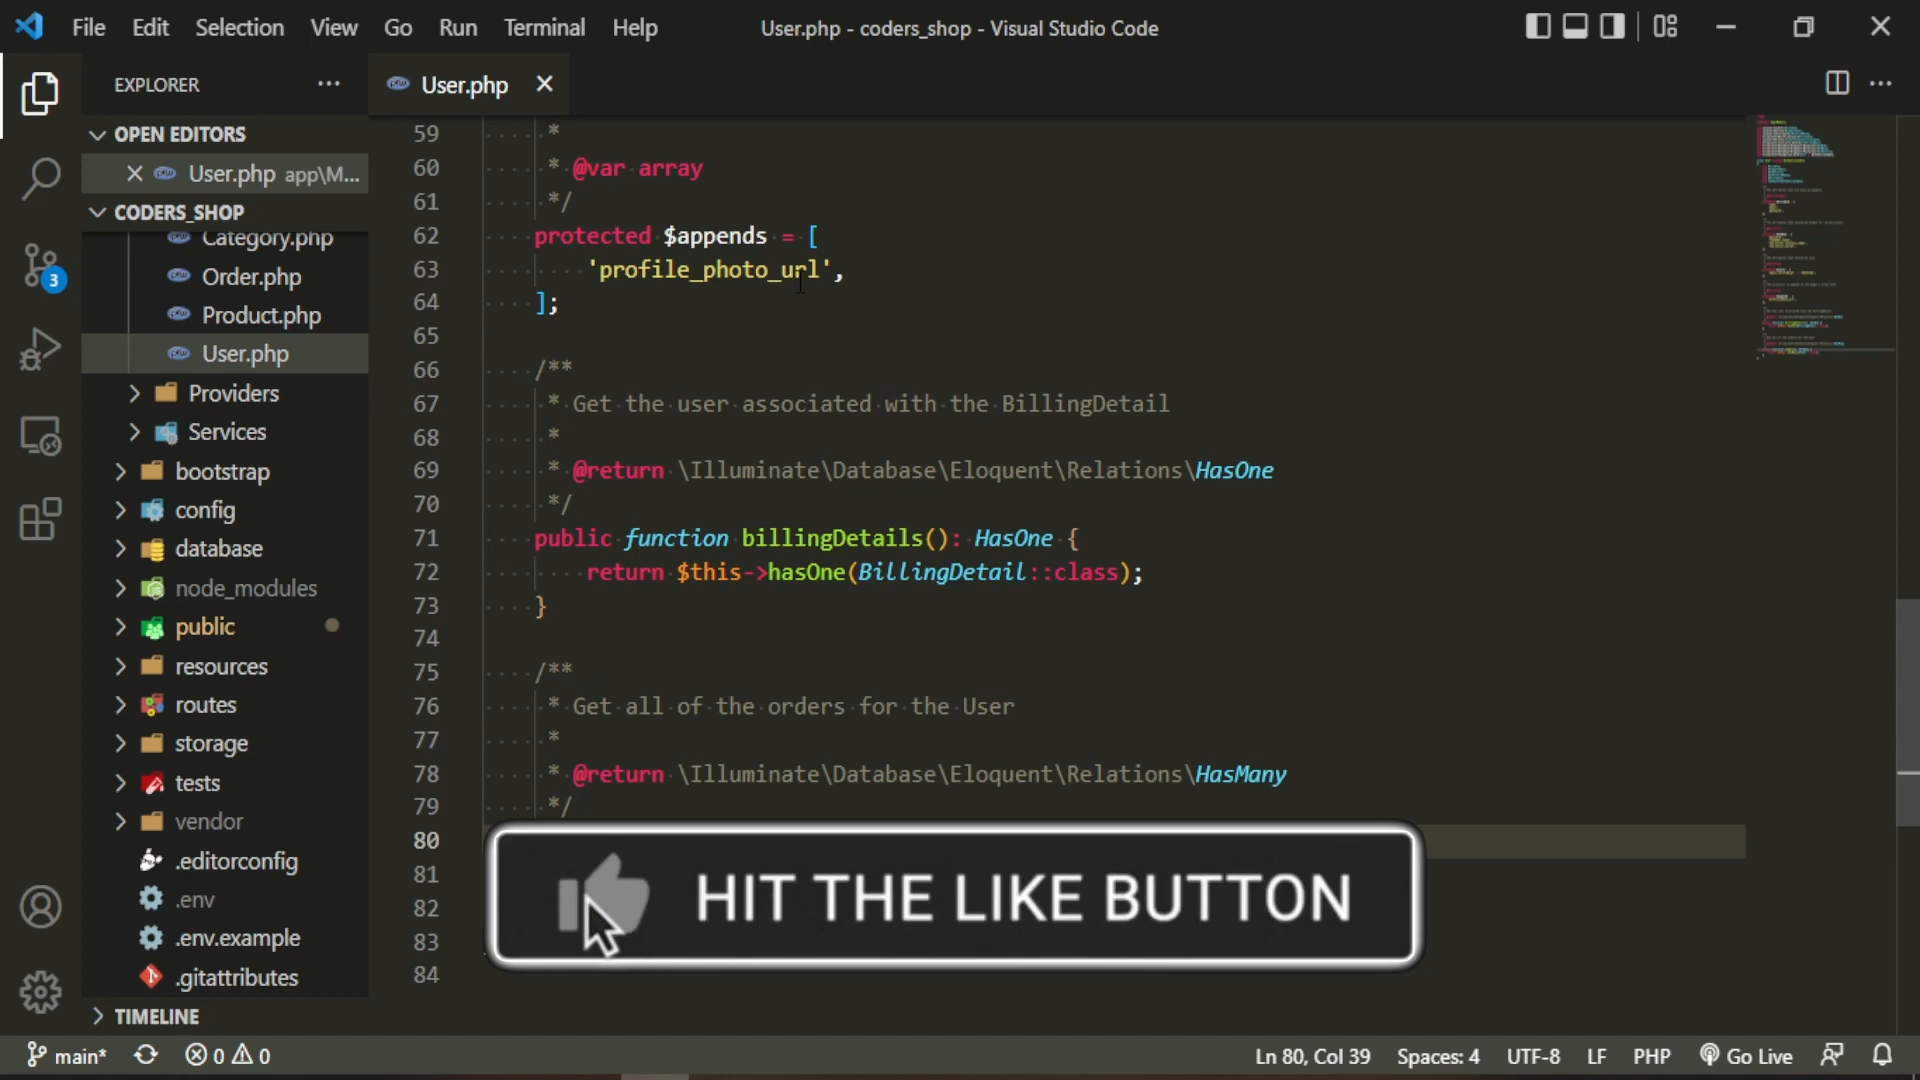 File Edit Selection View Go Run Terminal Help
User.php - coders_shop - Visual Studio Code
EXPLORER
User.php
OPEN EDITORS
User.php app\M...
CODERS_SHOP
Category.php
Order.php
Product.php
User.php
Providers
Services
bootstrap
config
database
node_modules
public
resources
routes
storage
tests
vendor
.editorconfig
.env
.env.example
.gitattributes
TIMELINE
3
59 *
60 * @var array
61 */
62 protected $appends = [
63 'profile_photo_url',
64 ];
65
66 /**
67 * Get the user associated with the BillingDetail
68 *
69 * @return \Illuminate\Database\Eloquent\Relations\HasOne
70 */
71 public function billingDetails(): HasOne {
72 return $this->hasOne(BillingDetail::class);
73 }
74
75 /**
76 * Get all of the orders for the User
77 *
78 * @return \Illuminate\Database\Eloquent\Relations\HasMany
79 */
80
81
82
83
84
HIT THE LIKE BUTTON
main* 0 0 Ln 80, Col 39 Spaces: 4 UTF-8 LF PHP Go Live